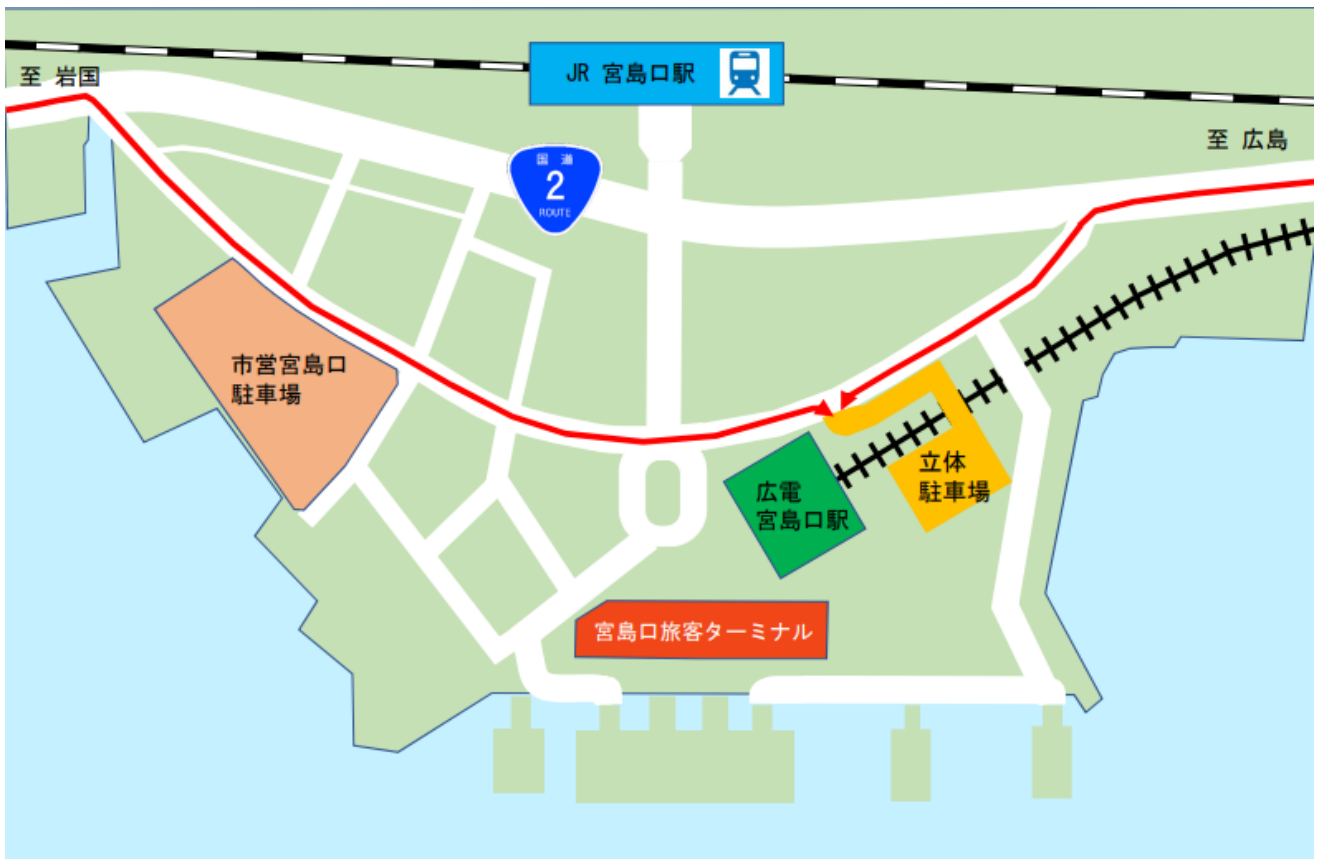 至 岩国
JR 宮島口駅
至 広島
国 道
2
ROUTE
市営宮島口
駐車場
立体
駐車場
広電
宮島口駅
宮島口旅客ターミナル